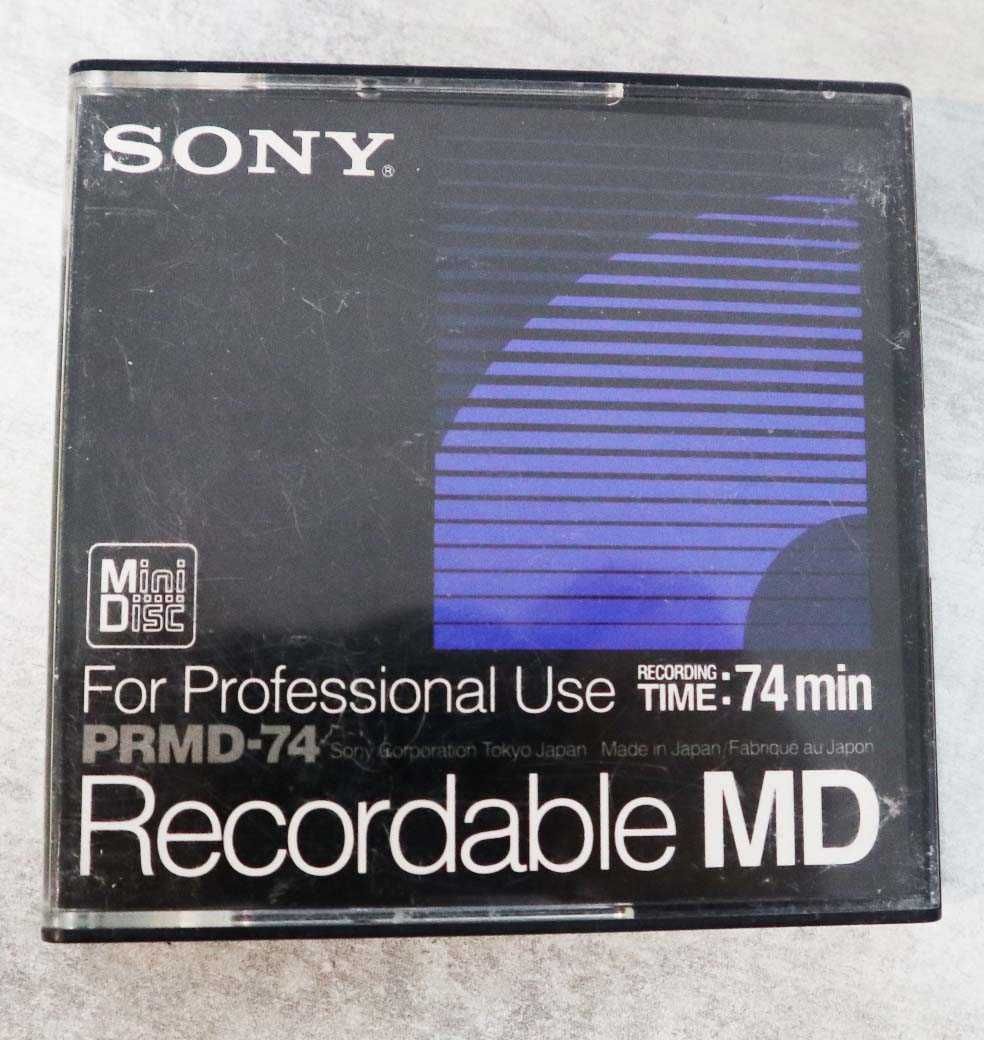 SONY®
Mini
Disc
For Professional Use RECORDING TIME: 74 min
PRMD-74 Sony Corporation Tokyo Japan Made in Japan/Fabriqué au Japon
Recordable MD